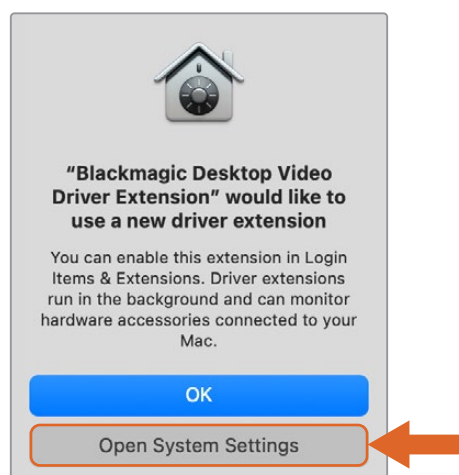 “Blackmagic Desktop Video
Driver Extension” would like to
use a new driver extension
You can enable this extension in Login
Items & Extensions. Driver extensions
run in the background and can monitor
hardware accessories connected to your
Mac.
OK
Open System Settings